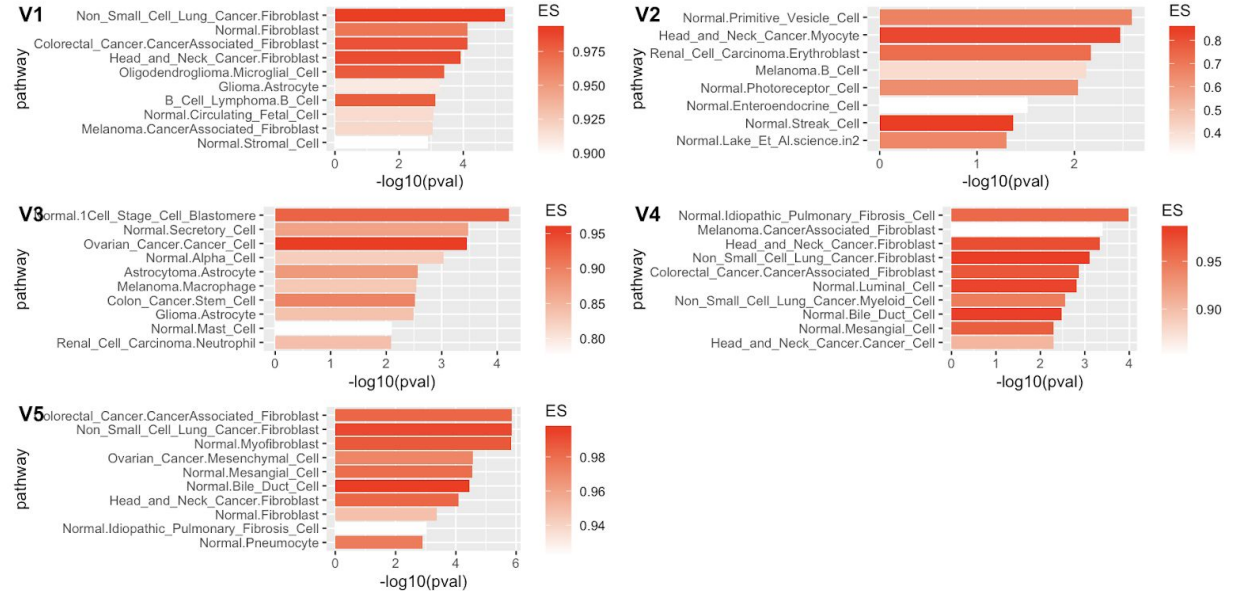 V1
pathway
Non_Small_Cell_Lung_Cancer.Fibroblast
Normal.Fibroblast
Colorectal_Cancer.CancerAssociated_Fibroblast
Head_and_Neck_Cancer.Fibroblast
Oligodendroglioma.Microglial_Cell
Glioma.Astrocyte
B_Cell_Lymphoma.B_Cell
Normal.Circulating_Fetal_Cell
Melanoma.CancerAssociated_Fibroblast
Normal.Stromal_Cell
0 2 4
-log10(pval)
ES
0.975
0.950
0.925
0.900
V2
pathway
Normal.Primitive_Vesicle_Cell
Head_and_Neck_Cancer.Myocyte
Renal_Cell_Carcinoma.Erythroblast
Melanoma.B_Cell
Normal.Photoreceptor_Cell
Normal.Enteroendocrine_Cell
Normal.Streak_Cell
Normal.Lake_Et_Al.science.in2
0 1 2
-log10(pval)
ES
0.8
0.7
0.6
0.5
0.4
V3
pathway
Normal.1Cell_Stage_Cell_Blastomere
Normal.Secretory_Cell
Ovarian_Cancer.Cancer_Cell
Normal.Alpha_Cell
Astrocytoma.Astrocyte
Melanoma.Macrophage
Colon_Cancer.Stem_Cell
Glioma.Astrocyte
Normal.Mast_Cell
Renal_Cell_Carcinoma.Neutrophil
0 1 2 3 4
-log10(pval)
ES
0.95
0.90
0.85
0.80
V4
pathway
Normal.Idiopathic_Pulmonary_Fibrosis_Cell
Melanoma.CancerAssociated_Fibroblast
Head_and_Neck_Cancer.Fibroblast
Non_Small_Cell_Lung_Cancer.Fibroblast
Colorectal_Cancer.CancerAssociated_Fibroblast
Normal.Luminal_Cell
Non_Small_Cell_Lung_Cancer.Myeloid_Cell
Normal.Bile_Duct_Cell
Normal.Mesangial_Cell
Head_and_Neck_Cancer.Cancer_Cell
0 1 2 3 4
-log10(pval)
ES
0.95
0.90
V5
pathway
Colorectal_Cancer.CancerAssociated_Fibroblast
Non_Small_Cell_Lung_Cancer.Fibroblast
Normal.Myofibroblast
Ovarian_Cancer.Mesenchymal_Cell
Normal.Mesangial_Cell
Normal.Bile_Duct_Cell
Head_and_Neck_Cancer.Fibroblast
Normal.Fibroblast
Normal.Idiopathic_Pulmonary_Fibrosis_Cell
Normal.Pneumocyte
0 2 4 6
-log10(pval)
ES
0.98
0.96
0.94